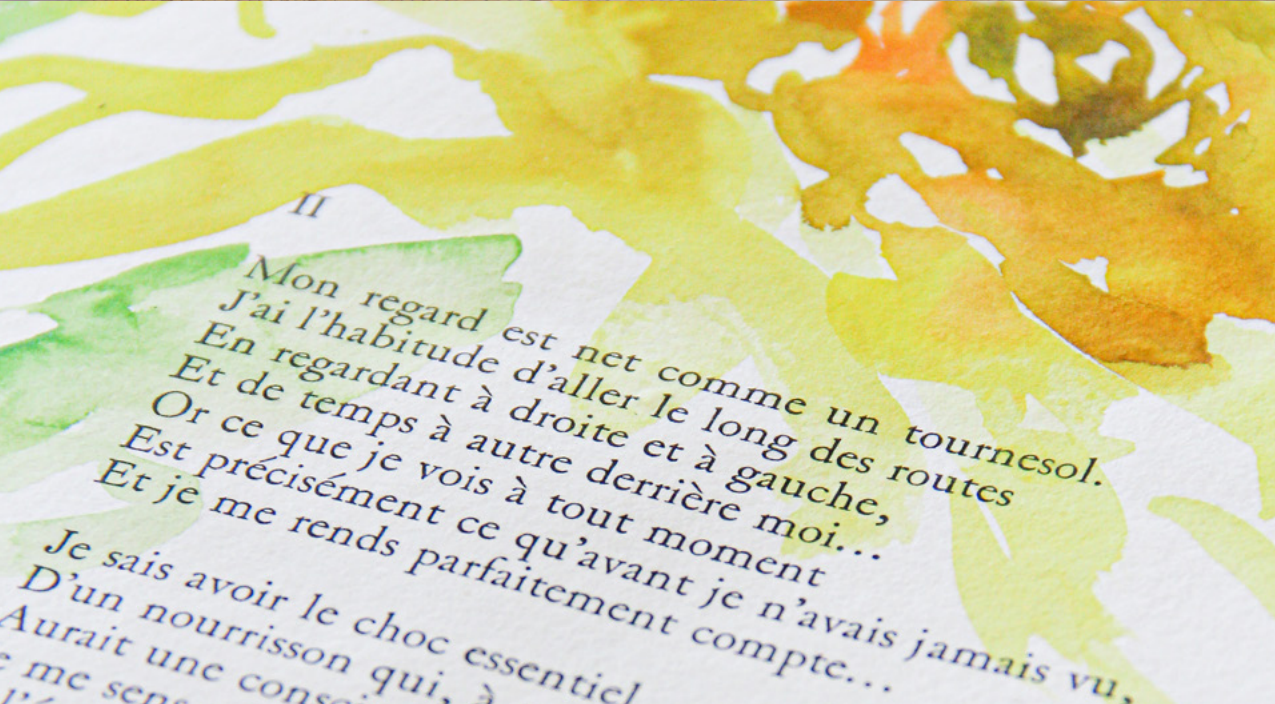 II
Mon regard est net comme un tournesol.
J'ai l'habitude d'aller le long des routes
En regardant à droite et à gauche,
Et de temps à autre derrière moi...
Or ce que je vois à tout moment
Est précisément ce qu'avant je n'avais jamais vu,
Et je me rends parfaitement compte...
Je sais avoir le choc essentiel
D'un nourrisson qui, à
Aurait une
me